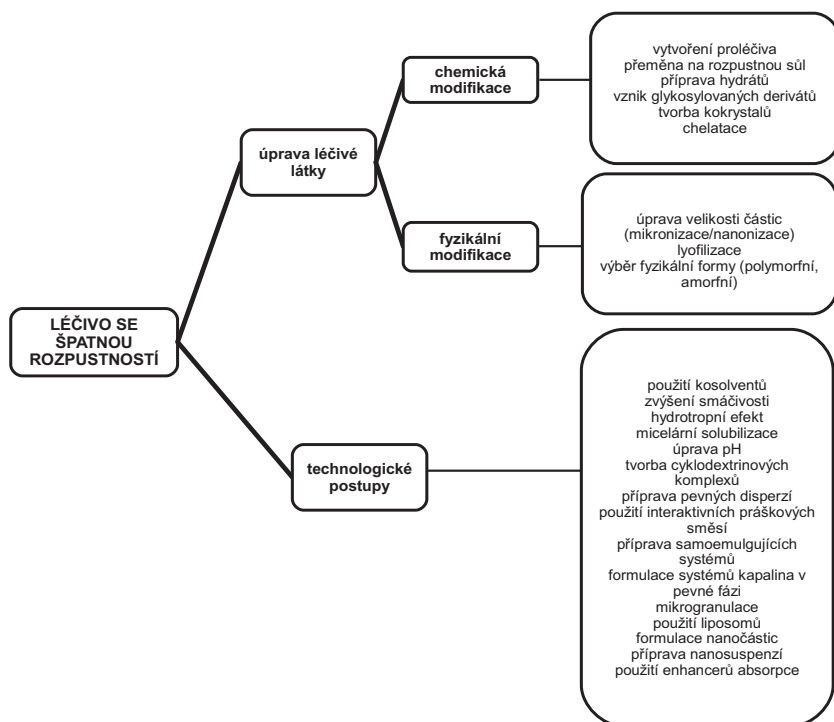 LÉČIVO SE
ŠPATNOU
ROZPUSTNOSTÍ
úprava léčivé
látky
chemická
modifikace
vytvoření proléčiva
přeměna na rozpustnou sůl
příprava hydrátů
vznik glykosylovaných derivátů
tvorba kokrystalů
chelatace
fyzikální
modifikace
úprava velikosti částic
(mikronizace/nanonizace)
lyofilizace
výběr fyzikální formy (polymorfní,
amorfní)
technologické
postupy
použití kosolventů
zvýšení smáčivosti
hydrotropní efekt
micelární solubilizace
úprava pH
tvorba cyklodextrinových
komplexů
příprava pevných disperzí
použití interaktivních práškových
směsí
příprava samoemulgujících
systémů
formulace systémů kapalina v
pevné fázi
mikrogranulace
použití liposomů
formulace nanočástic
příprava nanosuspenzí
použití enhancerů absorpce